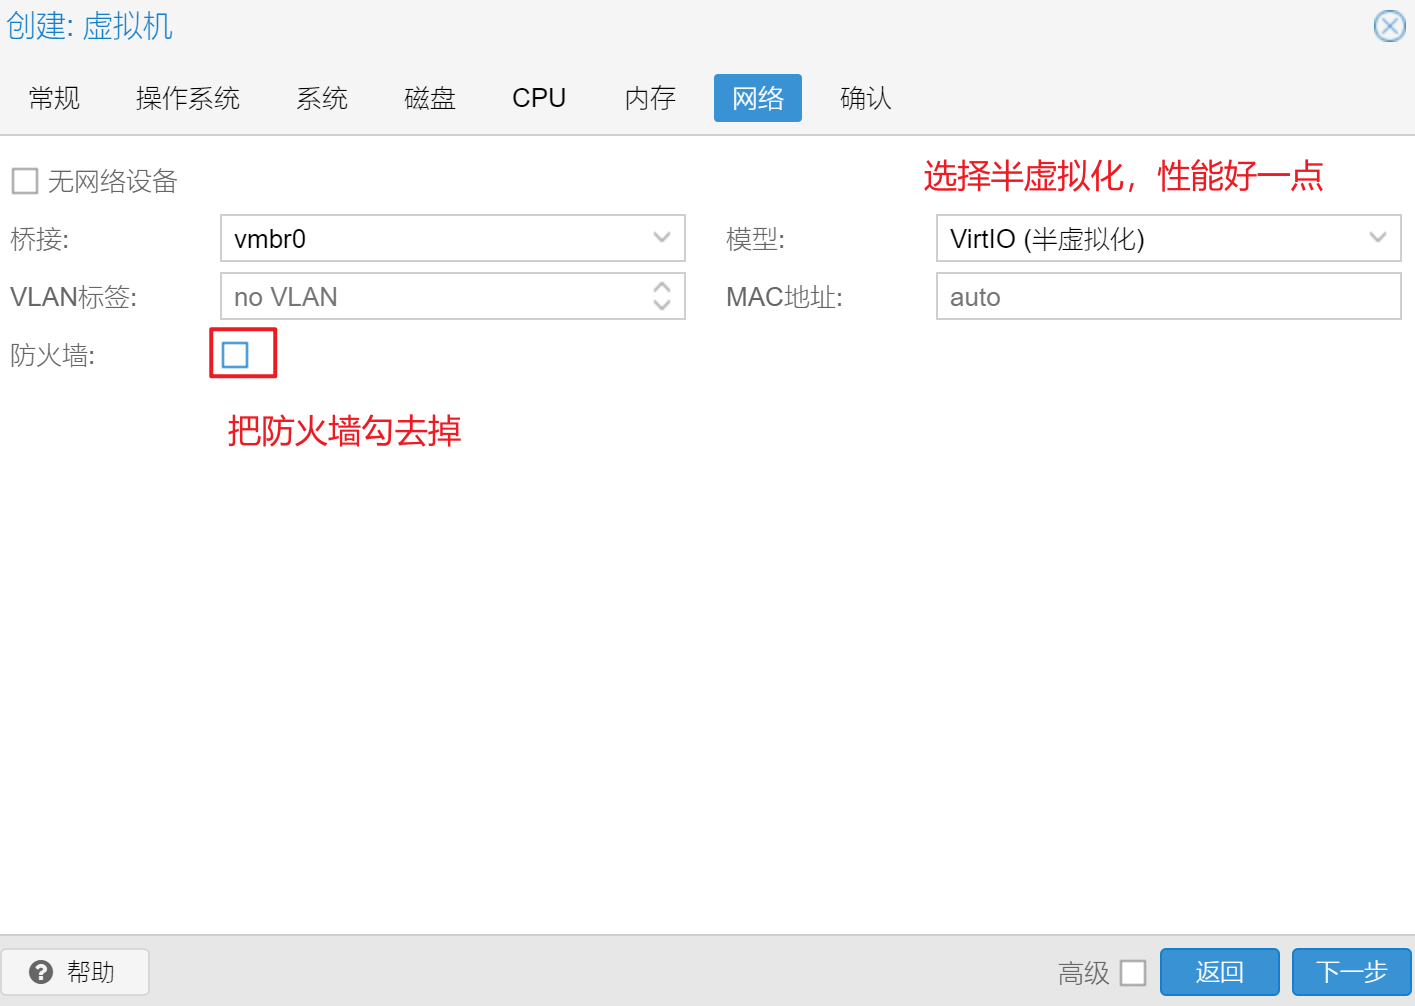 创建: 虚拟机
常规 操作系统 系统 磁盘 CPU 内存 网络 确认
无网络设备
选择半虚拟化，性能好一点
桥接: vmbr0 模型: VirtIO (半虚拟化)
VLAN标签: no VLAN MAC地址: auto
防火墙:
把防火墙勾去掉
帮助 高级 返回 下一步